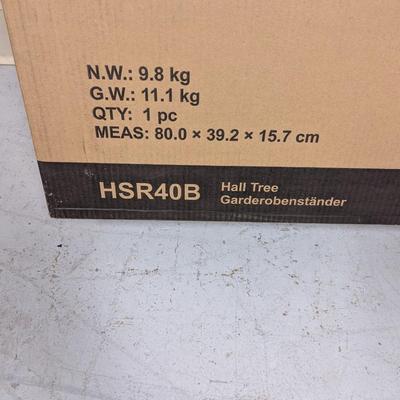 N.W.: 9.8 kg
G.W.: 11.1 kg
QTY: 1 pc
MEAS: 80.0 × 39.2 × 15.7 cm
HSR40B
Hall Tree
Garderobenständer